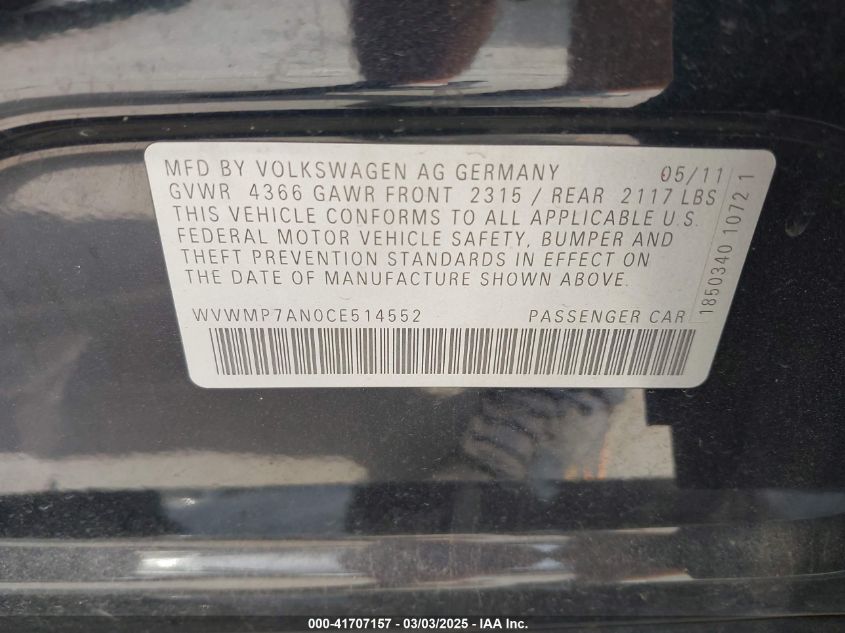 MFD BY VOLKSWAGEN AG GERMANY 05/11
GVWR 4366 GAWR FRONT 2315 / REAR 2117 LBS
THIS VEHICLE CONFORMS TO ALL APPLICABLE U.S.
FEDERAL MOTOR VEHICLE SAFETY, BUMPER AND
THEFT PREVENTION STANDARDS IN EFFECT ON
THE DATE OF MANUFACTURE SHOWN ABOVE.
WVWMP7AN0CE514552 PASSENGER CAR
1850340 10721
000-41707157 - 03/03/2025 - IAA Inc.